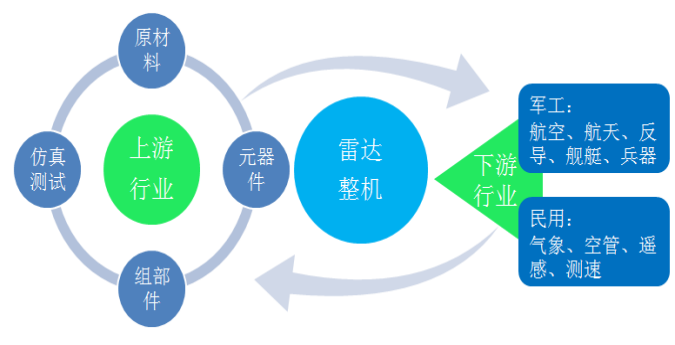 原材
料
仿真
测试
上游
行业
元器
件
组部
件
雷达
整机
下游
行业
军工：
航空、航天、反
导、舰艇、兵器
民用：
气象、空管、遥
感、测速